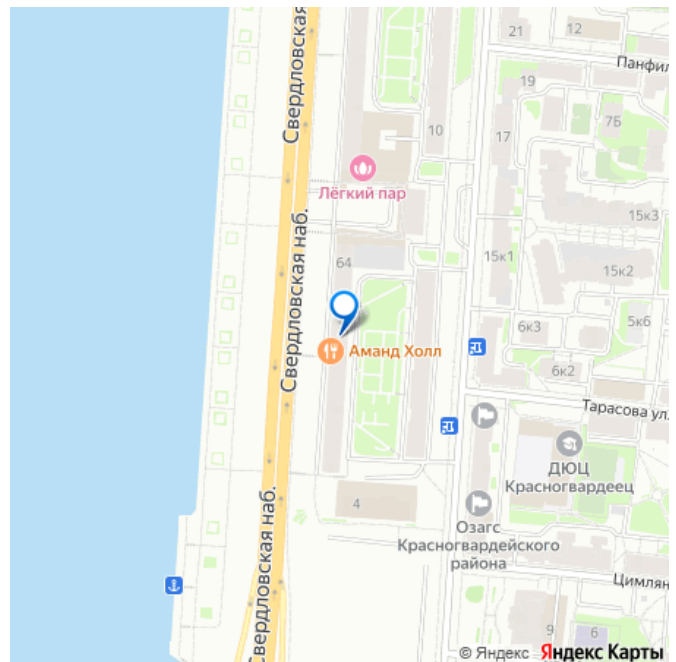 Свердловская
21
12
Панфил
19
7Б
10
17
Лёгкий пар
Свердловская наб.
15к3
15к1
64
15к2
6к3
5к6
Аманд Холл
6к2
Тарасова ул.
ДЮЦ
Красногвардеец
4
Свердловская наб.
Озагс
Красногвардейского
района
Цимлян
9
6
© Яндекс Яндекс Карты